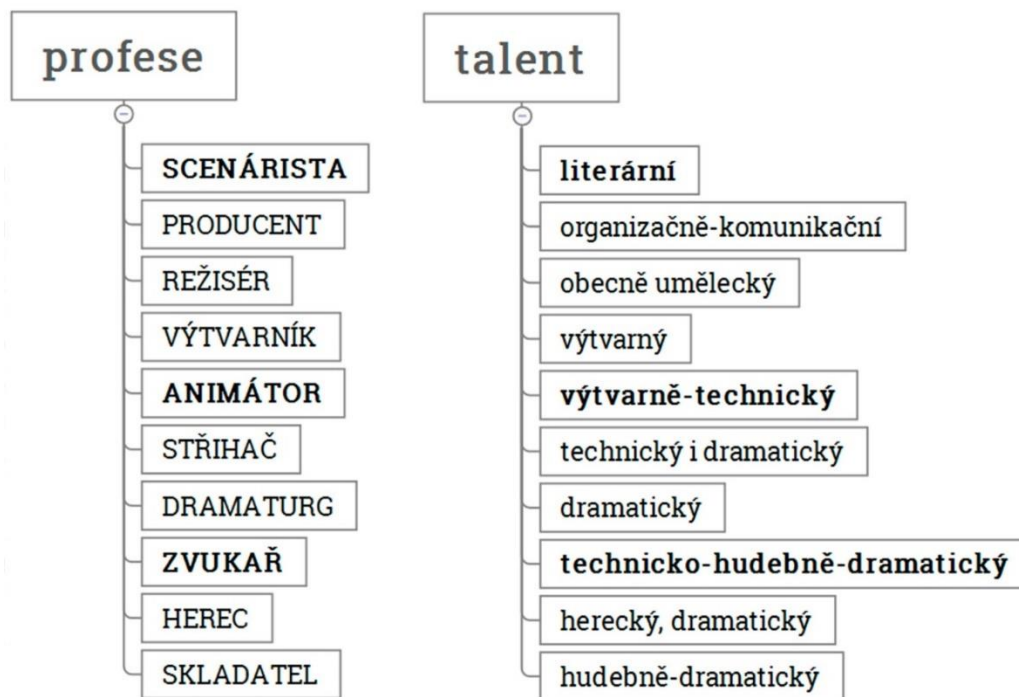 profese
SCENÁRISTA
PRODUCENT
REŽISÉR
VÝTVARNÍK
ANIMÁTOR
STŘIHAČ
DRAMATURG
ZVUKAŘ
HEREC
SKLADATEL
talent
literární
organizačně-komunikační
obecně umělecký
výtvarný
výtvarně-technický
technický i dramatický
dramatický
technicko-hudebně-dramatický
herecký, dramatický
hudebně-dramatický